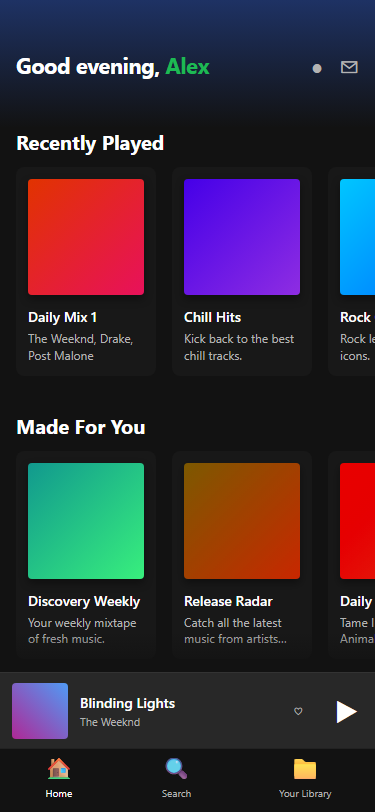 Good evening, Alex
Recently Played
Daily Mix 1
The Weeknd, Drake,
Post Malone
Chill Hits
Kick back to the best
chill tracks.
Rock
Rock le
icons.
Made For You
Discovery Weekly
Your weekly mixtape
of fresh music.
Release Radar
Catch all the latest
music from artists...
Daily
Tame I
Anima
Blinding Lights
The Weeknd
Home
Search
Your Library